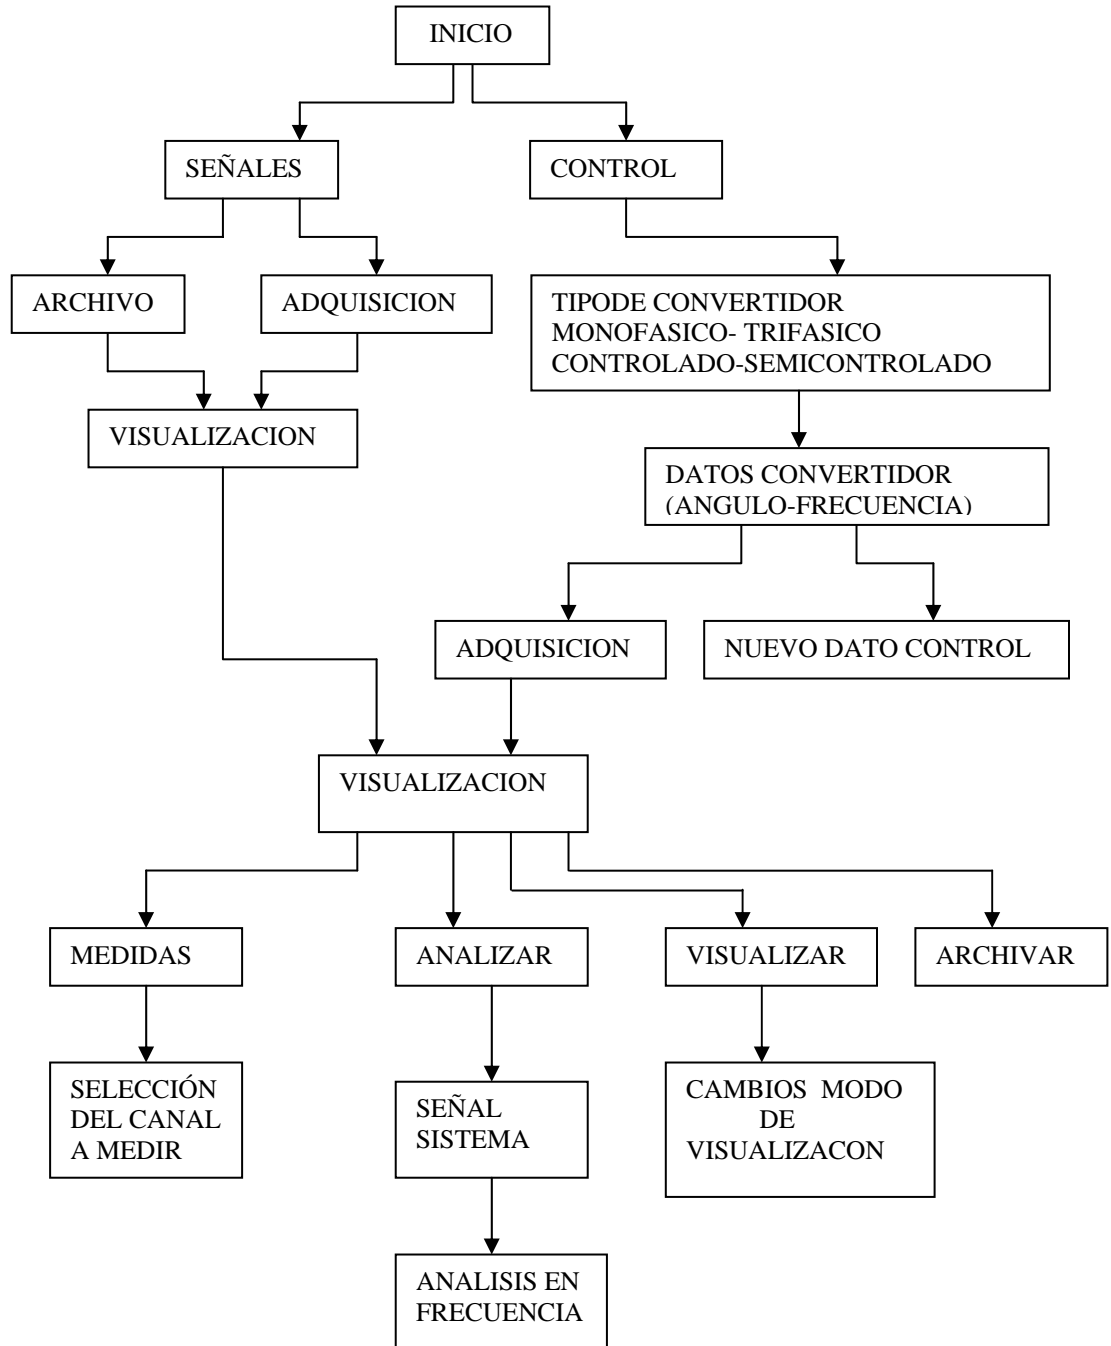 INICIO
SEÑALES
CONTROL
ARCHIVO
ADQUISICION
TIPODE CONVERTIDOR
MONOFASICO- TRIFASICO
CONTROLADO-SEMICONTROLADO
VISUALIZACION
DATOS CONVERTIDOR
(ANGULO-FRECUENCIA)
ADQUISICION
NUEVO DATO CONTROL
VISUALIZACION
MEDIDAS
ANALIZAR
VISUALIZAR
ARCHIVAR
SELECCIÓN
DEL CANAL
A MEDIR
SEÑAL
SISTEMA
CAMBIOS  MODO
DE
VISUALIZACON
ANALISIS EN
FRECUENCIA